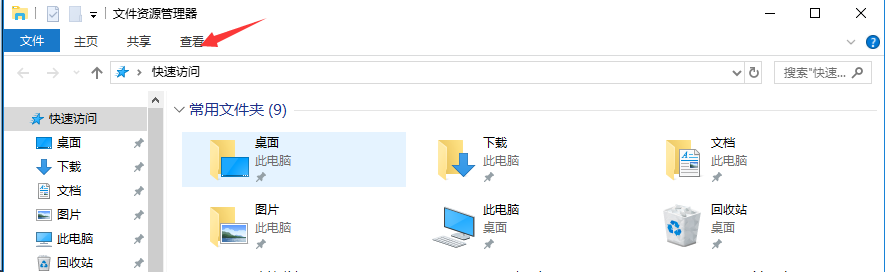 文件资源管理器
文件 主页 共享 查看
快速访问 搜索"快速...
快速访问
桌面
下载
文档
图片
此电脑
回收站
常用文件夹 (9)
桌面
此电脑
下载
此电脑
文档
此电脑
图片
此电脑
此电脑
桌面
回收站
桌面